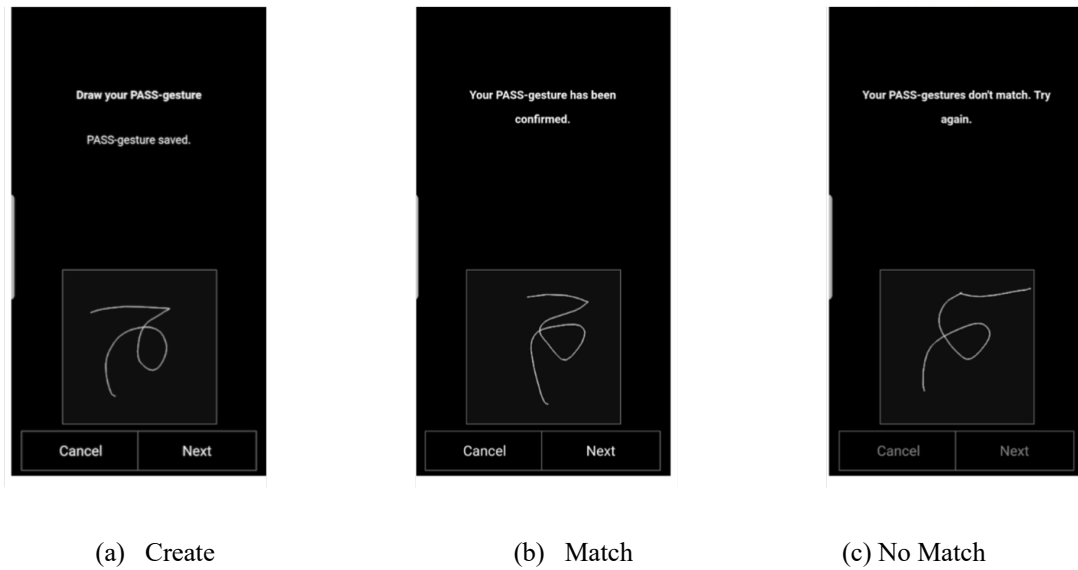 Draw your PASS-gesture
PASS-gesture saved.
Cancel
Next
Your PASS-gesture has been
confirmed.
Cancel
Next
Your PASS-gestures don't match. Try
again.
Cancel
Next
(a) Create
(b) Match
(c) No Match